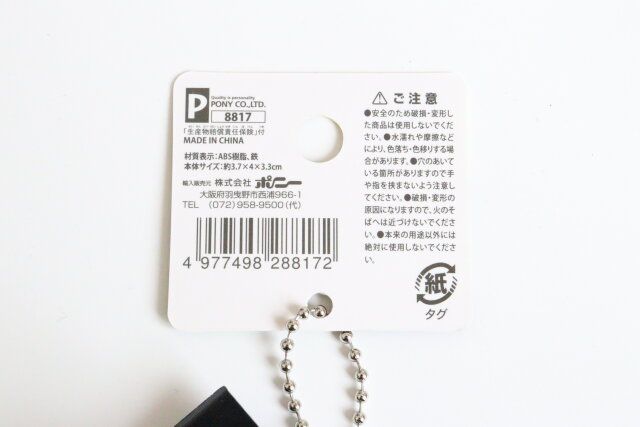 P
Quality is personality
PONY CO.,LTD.
8817
「生産物賠償責任保険」付
MADE IN CHINA
材質表示:ABS樹脂、鉄
本体サイズ:約3.7×4×3.3cm
輸入販売元 株式会社 ポニー
大阪府羽曳野市西浦966-1
TEL (072)958-9500(代)
4 977498 288172
⚠ ご注意
●安全のため破損・変形し
た商品は使用しないでくだ
さい。●水濡れや摩擦など
により、色落ち・色移りする場
合があります。●穴のあいて
いる箇所がありますので手
や指を挟まないよう注意し
てください。●破損・変形の
原因になりますので、火のそ
ばへは近づけないでくださ
い。●本来の用途以外には
絶対に使用しないでくださ
い。
紙
タグ